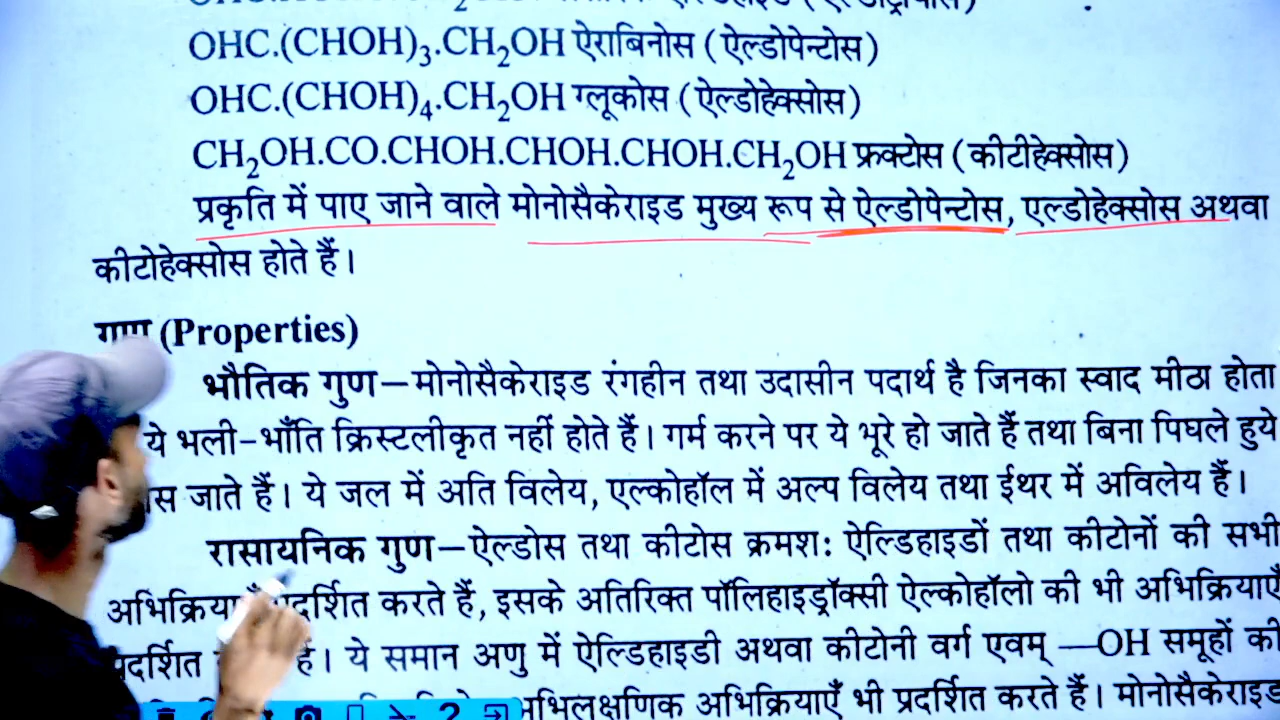 OHC.(CHOH)₃.CH₂OH ऐराबिनोस (ऐल्डोपेन्टोस)
OHC.(CHOH)₄.CH₂OH ग्लूकोस (ऐल्डोहेक्सोस)
CH₂OH.CO.CHOH.CHOH.CHOH.CH₂OH फ्रक्टोस (कीटीहेक्सोस)
प्रकृति में पाए जाने वाले मोनोसैकेराइड मुख्य रूप से ऐल्डोपेन्टोस, एल्डोहेक्सोस अथवा
कीटोहेक्सोस होते हैं।
गुण (Properties)
भौतिक गुण—मोनोसैकेराइड रंगहीन तथा उदासीन पदार्थ है जिनका स्वाद मीठा होता
ये भली-भाँति क्रिस्टलीकृत नहीं होते हैं। गर्म करने पर ये भूरे हो जाते हैं तथा बिना पिघले हुये
जाते हैं। ये जल में अति विलेय, एल्कोहॉल में अल्प विलेय तथा ईथर में अविलेय हैं।
रासायनिक गुण—ऐल्डोस तथा कीटोस क्रमशः ऐल्डिहाइडों तथा कीटोनों की सभी
अभिक्रियाएँ प्रदर्शित करते हैं, इसके अतिरिक्त पॉलिहाइड्रॉक्सी ऐल्कोहॉलो की भी अभिक्रियाएँ
प्रदर्शित हैं। ये समान अणु में ऐल्डिहाइडी अथवा कीटोनी वर्ग एवम् —OH समूहों की
अभिलक्षणिक अभिक्रियाएँ भी प्रदर्शित करते हैं। मोनोसैकेराइड